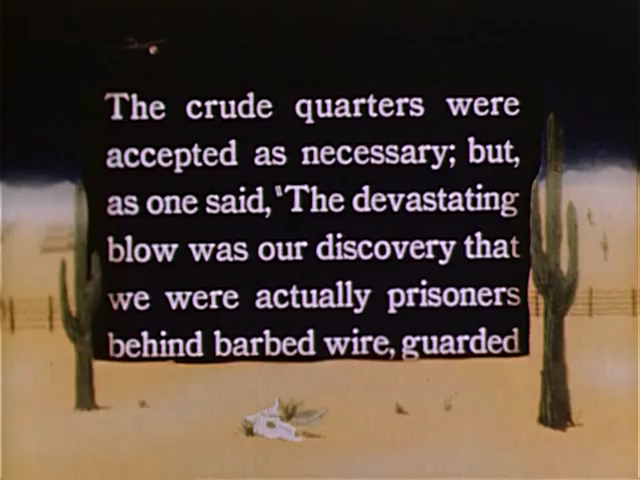 The crude quarters were
accepted as necessary; but,
as one said, 'The devastating
blow was our discovery that
we were actually prisoners
behind barbed wire, guarded